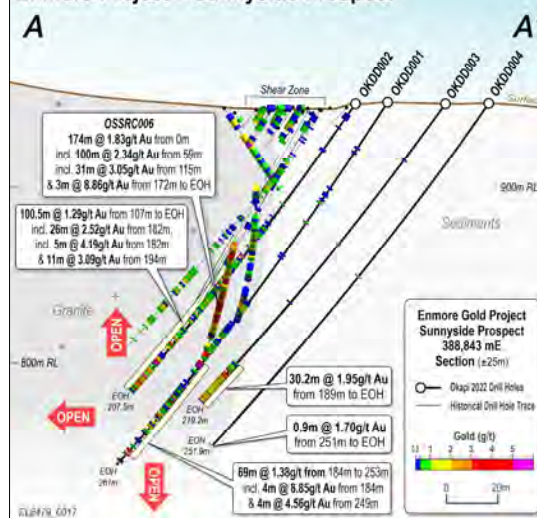 A
A
OKDD002
OKDD001
OKDD003
OKDD004
Shear Zone
OSSRC006
174m @ 1.83g/t Au from 0m
incl. 100m @ 2.34g/t Au from 59m
incl. 31m @ 3.05g/t Au from 115m
& 3m @ 8.86g/t Au from 172m to EOH
900m RL
100.5m @ 1.29g/t Au from 107m to EOH
incl. 26m @ 2.52g/t Au from 182m,
incl. 5m @ 4.19g/t Au from 182m
& 11m @ 3.09g/t Au from 194m
Sediments
Granite
OPEN
800m RL
Enmore Gold Project
Sunnyside Prospect
388,843 mE
Section (±25m)
Okapi 2022 Drill Holes
Historical Drill Hole Trace
Gold (g/t)
1 2 3 4 5
0 20m
EOH
207.5m
30.2m @ 1.95g/t Au
from 189m to EOH
OPEN
EOH
219.2m
0.9m @ 1.70g/t Au
from 251m to EOH
EOH
251.9m
69m @ 1.38g/t from 184m to 253m
incl. 4m @ 8.65g/t Au from 184m
& 4m @ 4.56g/t Au from 249m
EOH
261m
OPEN